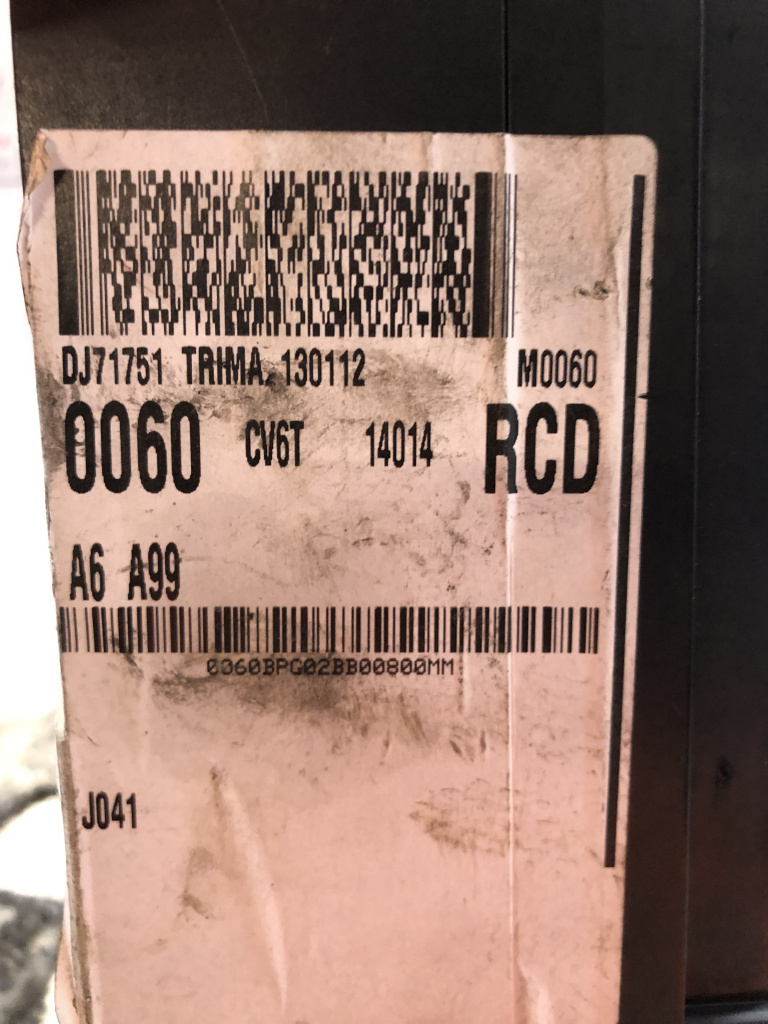 DJ71751 TRIMA, 130112 M0060
0060 CV6T 14014 RCD
A6 A99
0360BPG02BB00800MM
J041